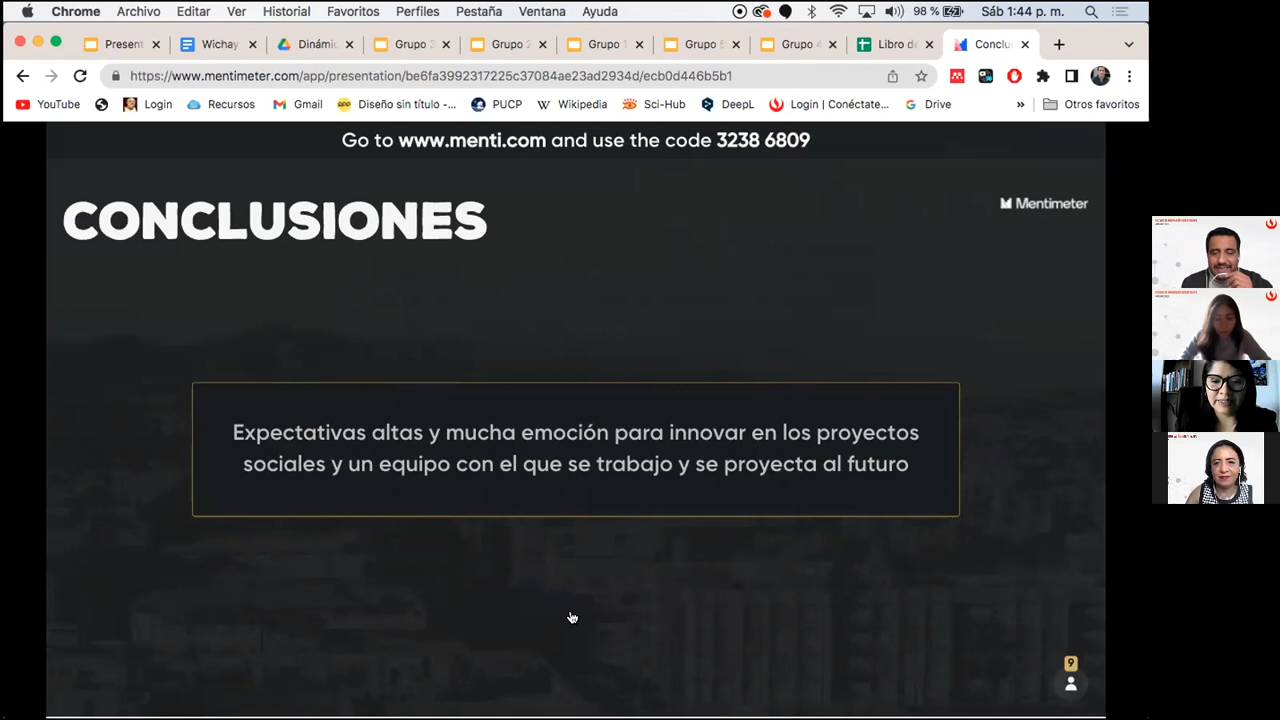 Chrome Archivo Editar Ver Historial Favoritos Perfiles Pestaña Ventana Ayuda 98 % Sáb 1:44 p. m.
Present Wichay Dinámic Grupo 3 Grupo 2 Grupo 1 Grupo 5 Grupo 4 Libro de Conclus
https://www.mentimeter.com/app/presentation/be6fa3992317225c37084ae23ad2934d/ecb0d446b5b1
YouTube Login Recursos Gmail Diseño sin título -... PUCP Wikipedia Sci-Hub DeepL Login | Conéctate... Drive » Otros favoritos
Go to www.menti.com and use the code 3238 6809
CONCLUSIONES
Mentimeter
Expectativas altas y mucha emoción para innovar en los proyectos
sociales y un equipo con el que se trabajo y se proyecta al futuro
9